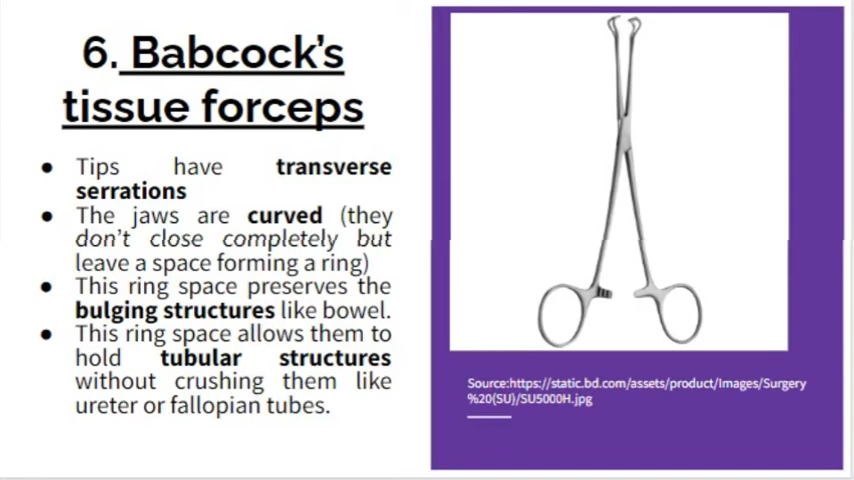 6. Babcock's
tissue forceps
● Tips have transverse
serrations
● The jaws are curved (they
don't close completely but
leave a space forming a ring)
● This ring space preserves the
bulging structures like bowel.
● This ring space allows them to
hold tubular structures
without crushing them like
ureter or fallopian tubes.
Source:https://static.bd.com/assets/product/Images/Surgery
%20(SU)/SU5000H.jpg